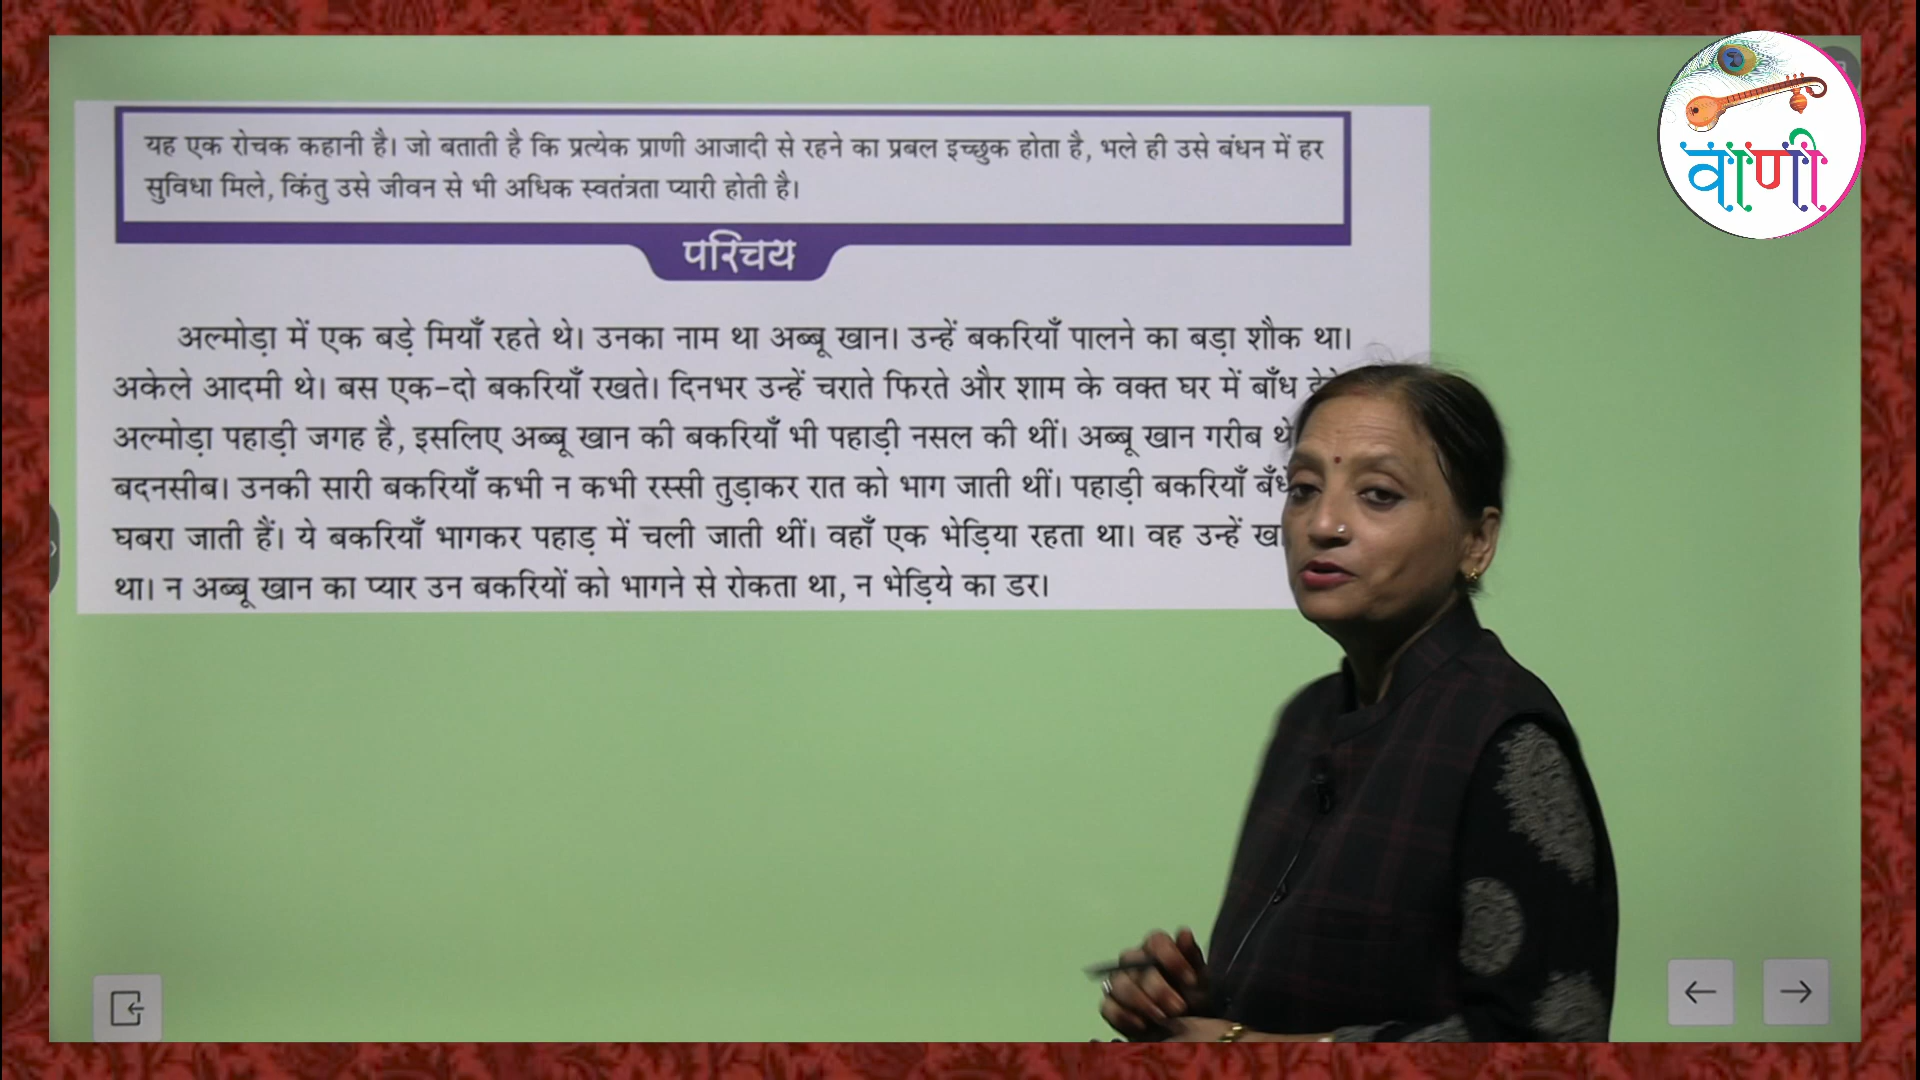 यह एक रोचक कहानी है। जो बताती है कि प्रत्येक प्राणी आजादी से रहने का प्रबल इच्छुक होता है, भले ही उसे बंधन में हर
सुविधा मिले, किंतु उसे जीवन से भी अधिक स्वतंत्रता प्यारी होती है।
वाणी
परिचय
अल्मोड़ा में एक बड़े मियाँ रहते थे। उनका नाम था अब्बू खान। उन्हें बकरियाँ पालने का बड़ा शौक था।
अकेले आदमी थे। बस एक-दो बकरियाँ रखते। दिनभर उन्हें चराते फिरते और शाम के वक्त घर में बाँध
अल्मोड़ा पहाड़ी जगह है, इसलिए अब्बू खान की बकरियाँ भी पहाड़ी नसल की थीं। अब्बू खान गरीब थे
बदनसीब। उनकी सारी बकरियाँ कभी न कभी रस्सी तुड़ाकर रात को भाग जाती थीं। पहाड़ी बकरियाँ
घबरा जाती हैं। ये बकरियाँ भागकर पहाड़ में चली जाती थीं। वहाँ एक भेड़िया रहता था। वह उन्हें
था। न अब्बू खान का प्यार उन बकरियों को भागने से रोकता था, न भेड़िये का डर।